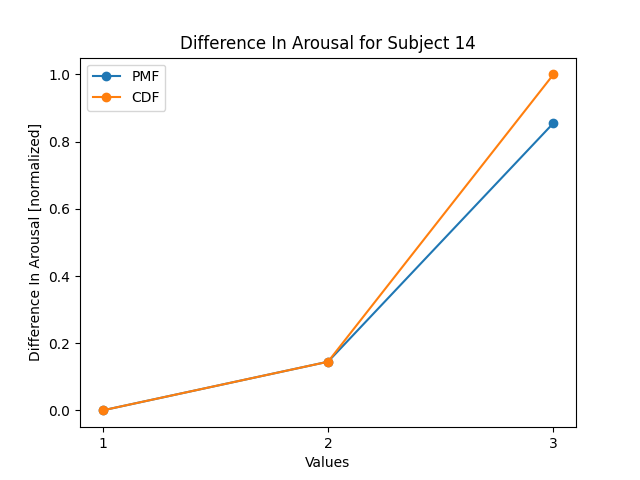 Difference In Arousal for Subject 14
PMF
CDF
Difference In Arousal [normalized]
1.0
0.8
0.6
0.4
0.2
0.0
1 2 3
Values